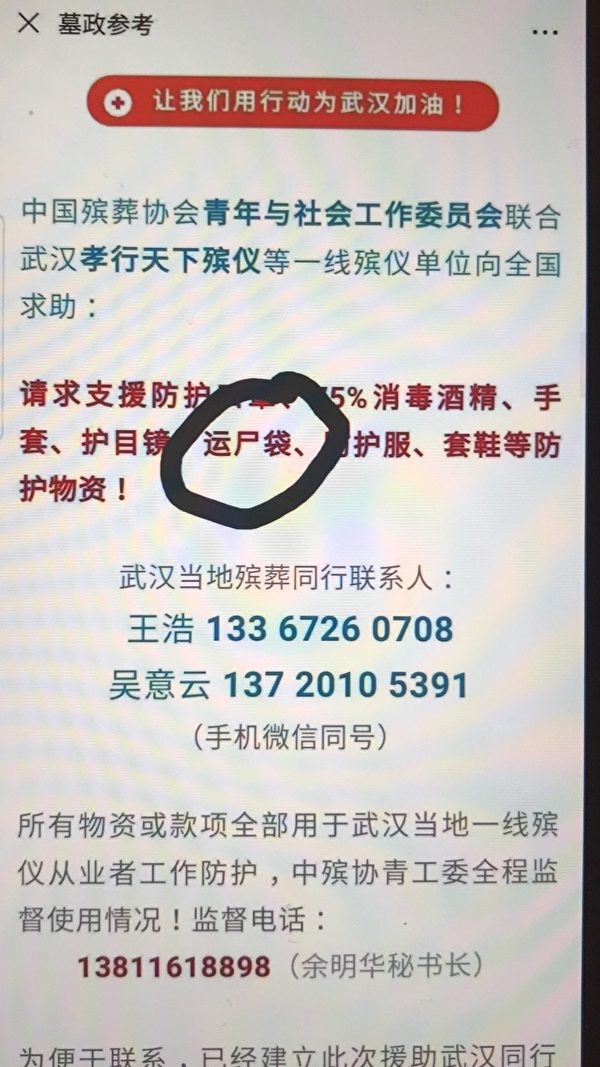 墓政参考
让我们用行动为武汉加油！
中国殡葬协会青年与社会工作委员会联合
武汉孝行天下殡仪等一线殡仪单位向全国
求助：
请求支援防护、75%消毒酒精、手
套、护目镜、运尸袋、护服、套鞋等防
护物资！
武汉当地殡葬同行联系人：
王浩 133 6726 0708
吴意云 137 2010 5391
（手机微信同号）
所有物资或款项全部用于武汉当地一线殡
仪从业者工作防护，中殡协青工委全程监
督使用情况！监督电话：
13811618898（余明华秘书长）
为便于联系，已经建立此次援助武汉同行